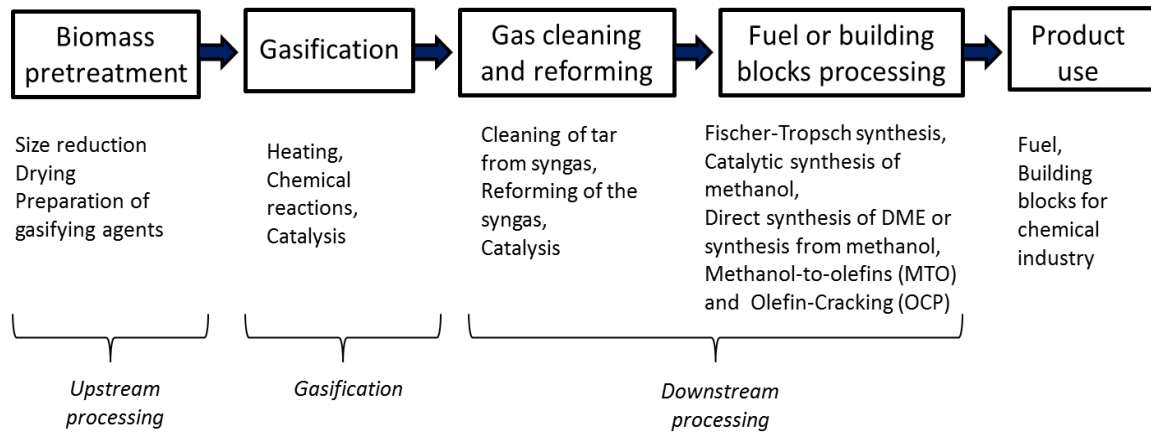 Biomass
pretreatment
Gasification
Gas cleaning
and reforming
Fuel or building
blocks processing
Product
use
Size reduction
Drying
Preparation of
gasifying agents
Heating,
Chemical
reactions,
Catalysis
Cleaning of tar
from syngas,
Reforming of the
syngas,
Catalysis
Fischer-Tropsch synthesis,
Catalytic synthesis of
methanol,
Direct synthesis of DME or
synthesis from methanol,
Methanol-to-olefins (MTO)
and Olefin-Cracking (OCP)
Fuel,
Building
blocks for
chemical
industry
Upstream
processing
Gasification
Downstream
processing